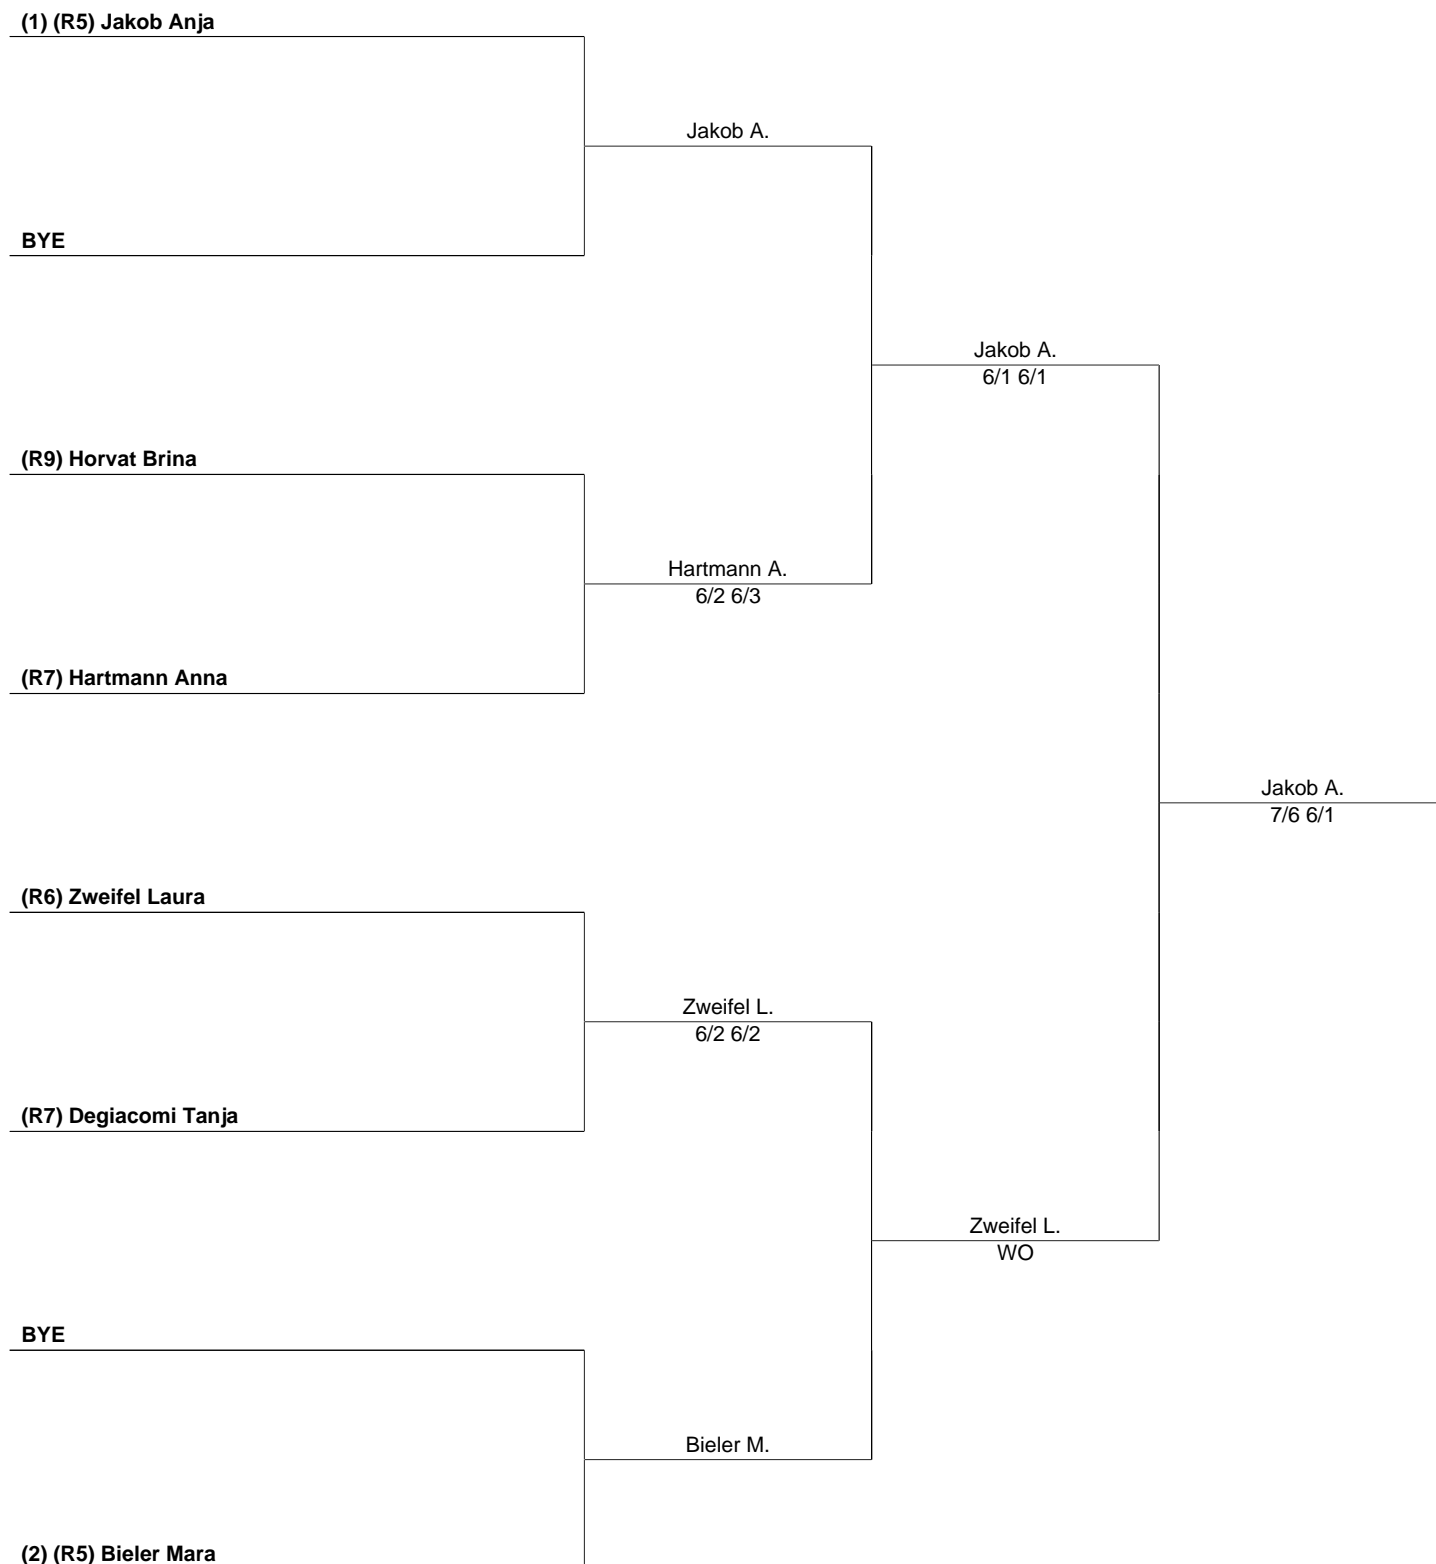 (1) (R5) Jakob Anja
Jakob A.
BYE
Jakob A.
6/1 6/1
(R9) Horvat Brina
Hartmann A.
6/2 6/3
(R7) Hartmann Anna
Jakob A.
7/6 6/1
(R6) Zweifel Laura
Zweifel L.
6/2 6/2
(R7) Degiacomi Tanja
Zweifel L.
WO
BYE
Bieler M.
(2) (R5) Bieler Mara